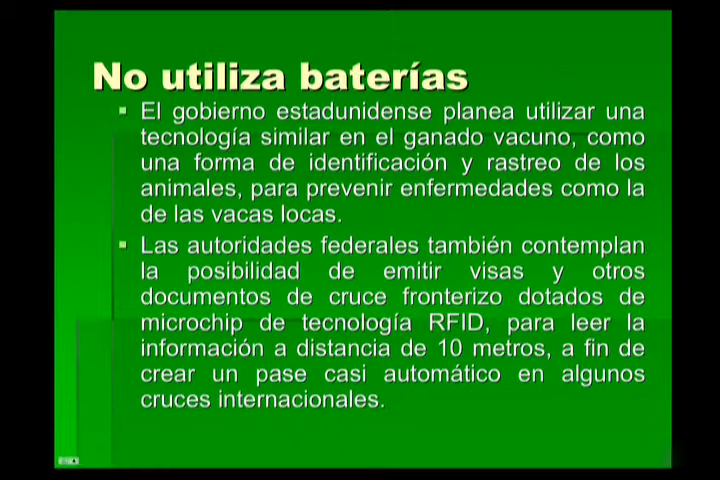 No utiliza baterías
El gobierno estadunidense planea utilizar una
tecnología similar en el ganado vacuno, como
una forma de identificación y rastreo de los
animales, para prevenir enfermedades como la
de las vacas locas.
Las autoridades federales también contemplan
la posibilidad de emitir visas y otros
documentos de cruce fronterizo dotados de
microchip de tecnología RFID, para leer la
información a distancia de 10 metros, a fin de
crear un pase casi automático en algunos
cruces internacionales.